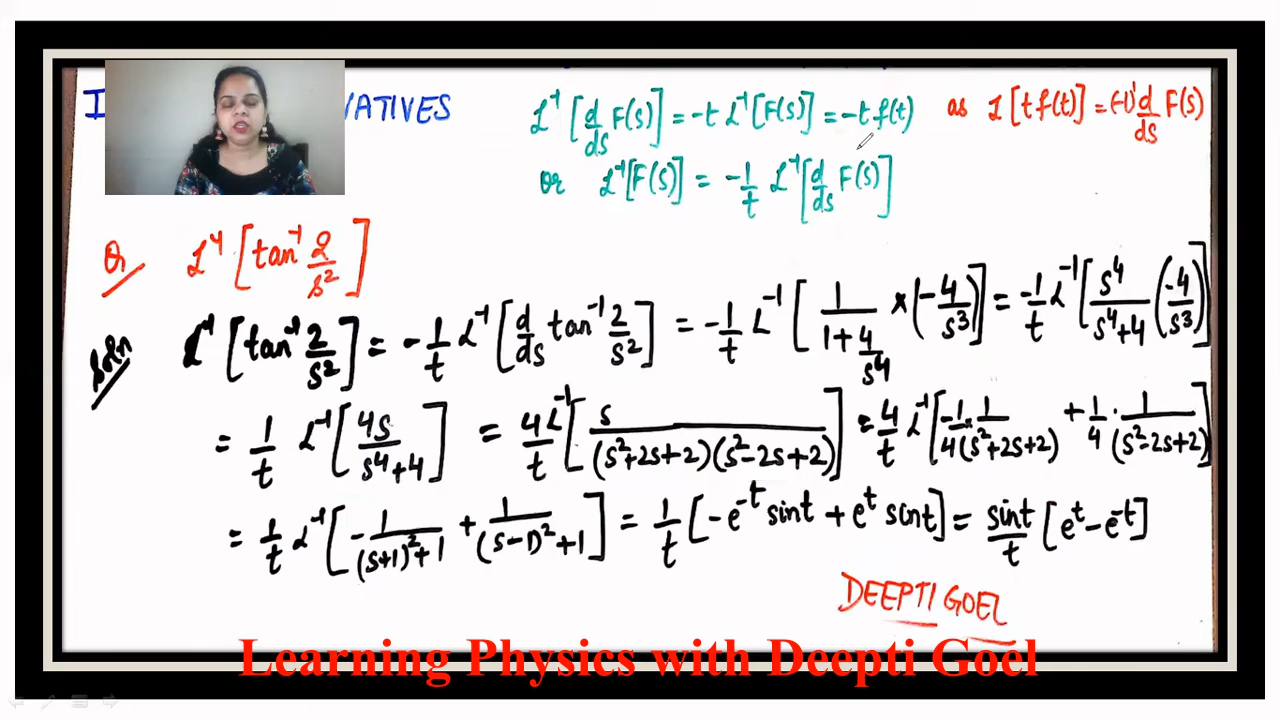 VATIVES
L⁻¹[d/ds F(s)] = -t L⁻¹[F(s)] = -t f(t) as L[t f(t)] = (-1)¹ d/ds F(s)
or L⁻¹[F(s)] = -1/t L⁻¹[d/ds F(s)]
Q L⁻¹[tan⁻¹ 2/s²]
Soln L⁻¹[tan⁻¹ 2/s²] = -1/t L⁻¹[d/ds tan⁻¹ 2/s²] = -1/t L⁻¹[1/(1+4/s⁴) × (-4/s³)] = -1/t L⁻¹[s⁴/(s⁴+4) (-4/s³)]
= 1/t L⁻¹[4s/(s⁴+4)] = 4/t L⁻¹[s/((s²+2s+2)(s²-2s+2))] = 4/t L⁻¹[-1/4 × 1/(s²+2s+2) + 1/4 · 1/(s²-2s+2)]
= 1/t L⁻¹[-1/((s+1)²+1) + 1/((s-1)²+1)] = 1/t [-e⁻ᵗ sint + eᵗ sint] = sint/t [eᵗ - e⁻ᵗ]
DEEPTI GOEL
Learning Physics with Deepti Goel